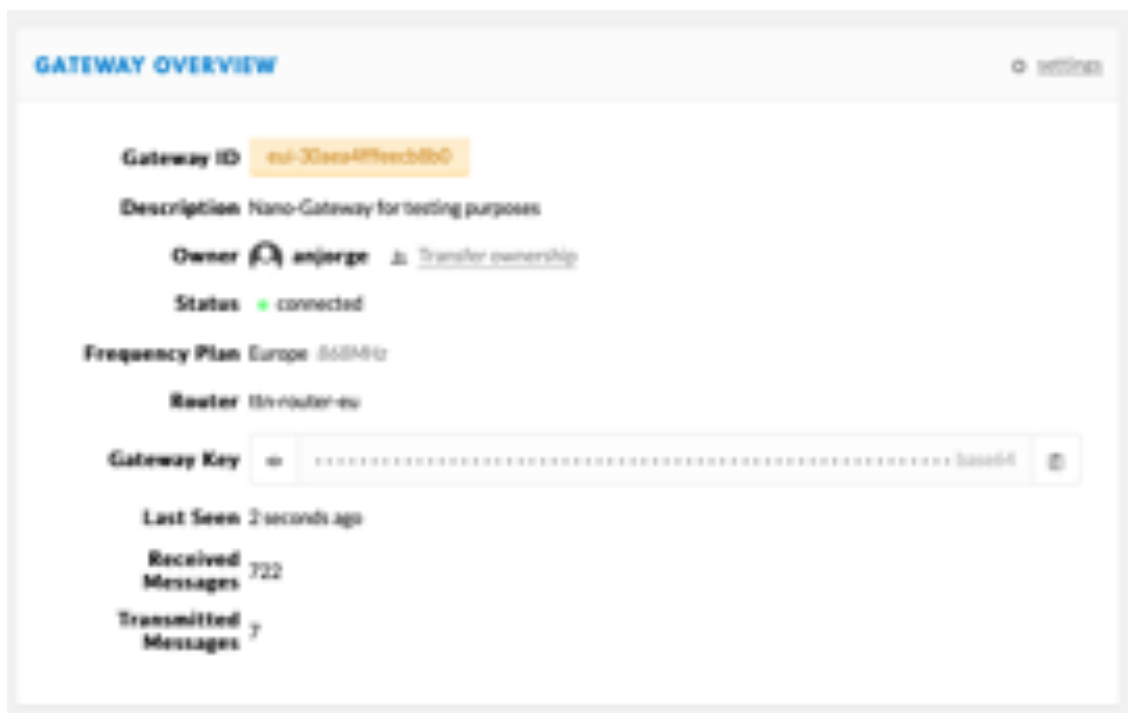 GATEWAY OVERVIEW settings
Gateway ID eui-30aea4fffeecb8b0
Description Nano-Gateway for testing purposes
Owner anjorge Transfer ownership
Status connected
Frequency Plan Europe 868MHz
Router ttn-router-eu
Gateway Key base64
Last Seen 2 seconds ago
Received
Messages 722
Transmitted
Messages 7